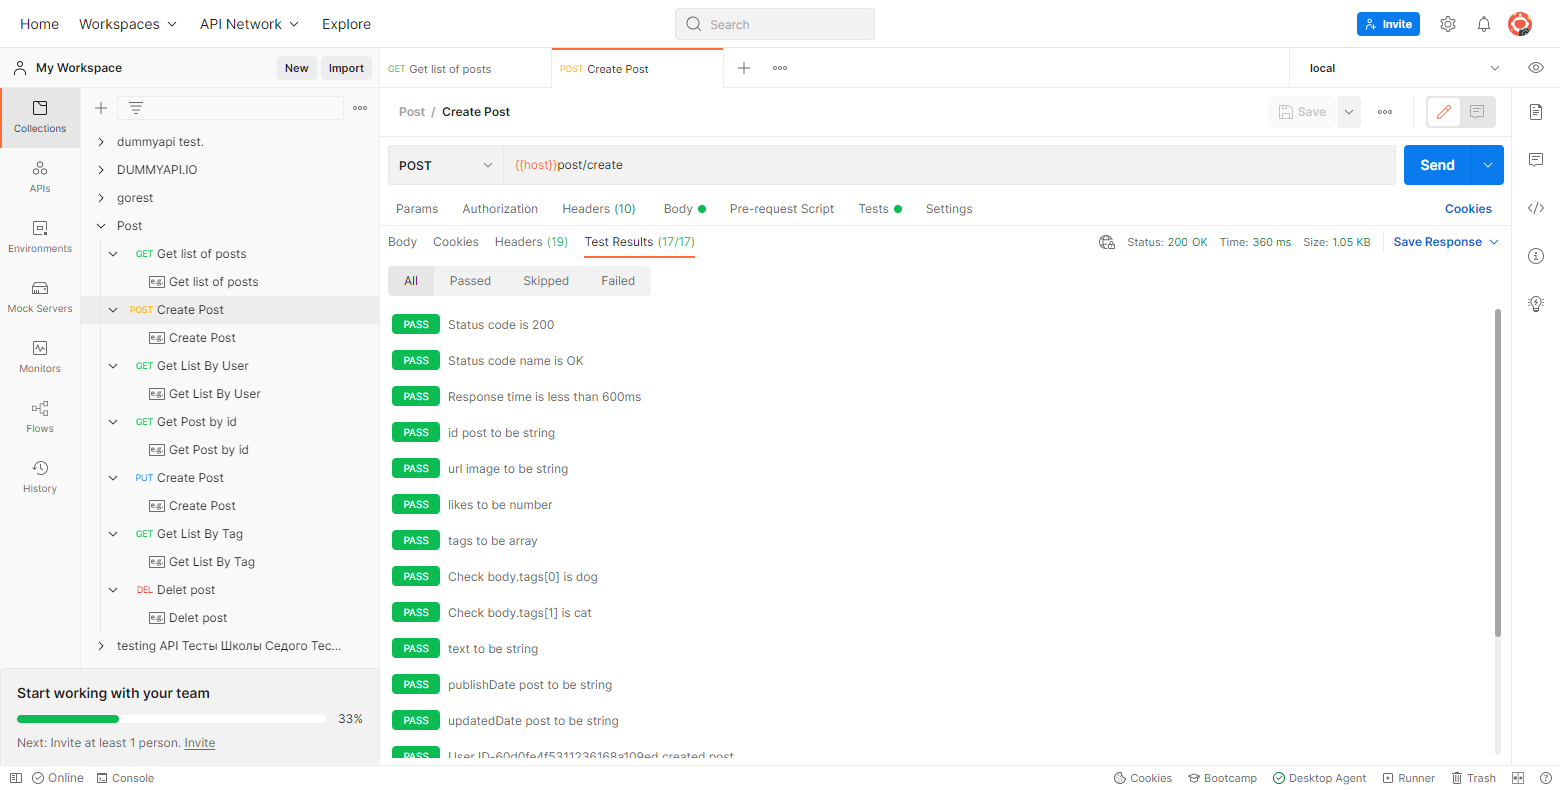 Home Workspaces API Network Explore Search Invite
My Workspace New Import GET Get list of posts POST Create Post local
Collections
APIs
Environments
Mock Servers
Monitors
Flows
History
dummyapi test.
DUMMYAPI.IO
gorest
Post
GET Get list of posts
e.g. Get list of posts
POST Create Post
e.g. Create Post
GET Get List By User
e.g. Get List By User
GET Get Post by id
e.g. Get Post by id
PUT Create Post
e.g. Create Post
GET Get List By Tag
e.g. Get List By Tag
DEL Delet post
e.g. Delet post
testing API Тесты Школы Седого Тес...
Start working with your team
33%
Next: Invite at least 1 person. Invite
Post / Create Post Save
POST {{host}}post/create Send
Params Authorization Headers (10) Body Pre-request Script Tests Settings Cookies
Body Cookies Headers (19) Test Results (17/17) Status: 200 OK Time: 360 ms Size: 1.05 KB Save Response
All Passed Skipped Failed
PASS Status code is 200
PASS Status code name is OK
PASS Response time is less than 600ms
PASS id post to be string
PASS url image to be string
PASS likes to be number
PASS tags to be array
PASS Check body.tags[0] is dog
PASS Check body.tags[1] is cat
PASS text to be string
PASS publishDate post to be string
PASS updatedDate post to be string
PASS User ID-60d0fe4f5311236168a109ed created post
Online Console Cookies Bootcamp Desktop Agent Runner Trash